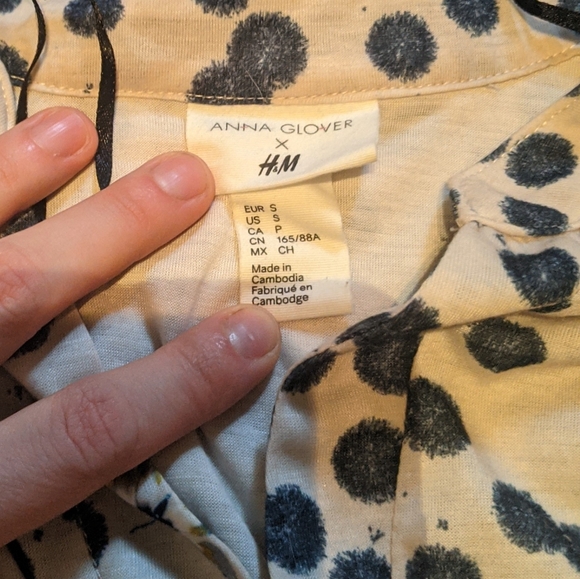 ANNA GLOVER
X
H&M
EUR S
US S
CA P
CN 165/88A
MX CH
Made in
Cambodia
Fabriqué en
Cambodge